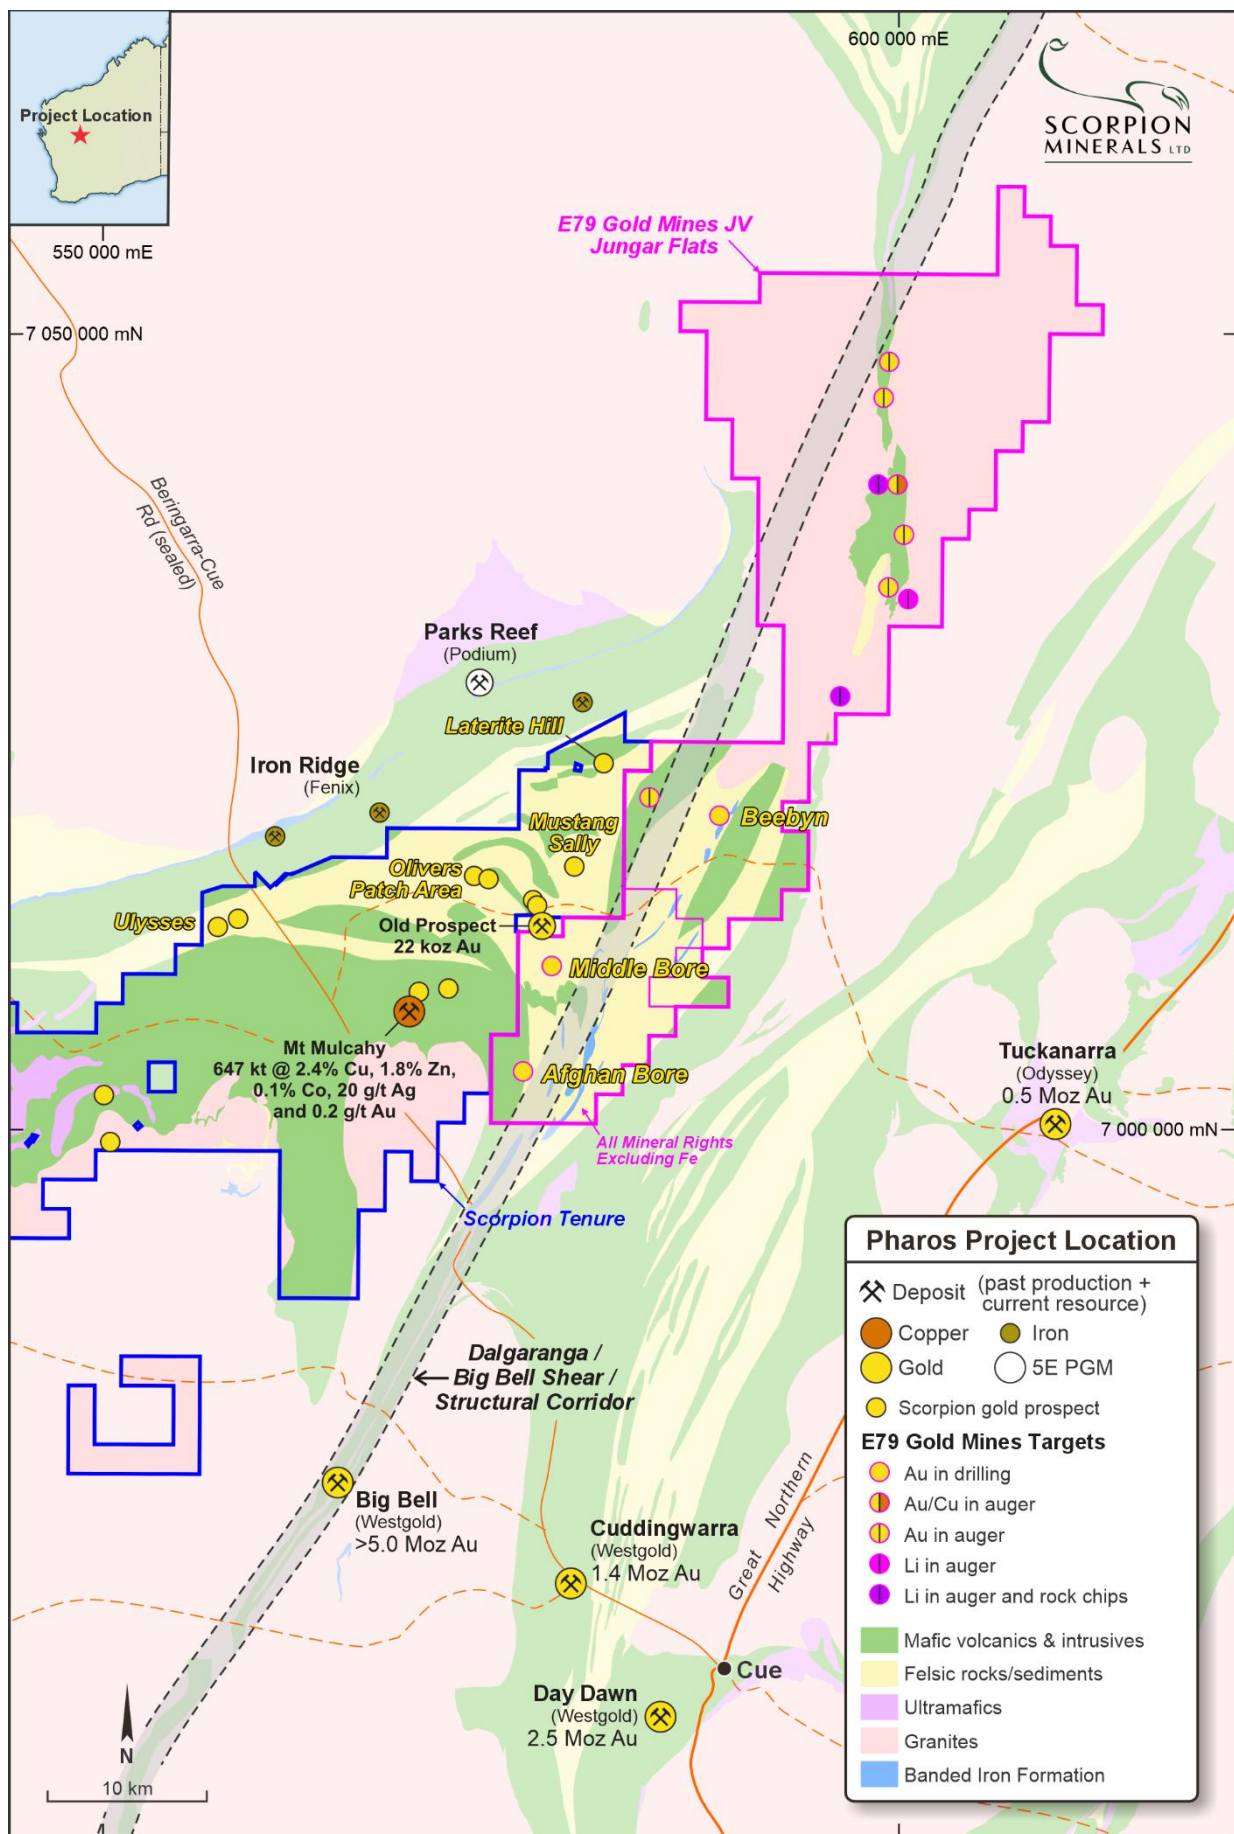 600 000 mE
Project Location
SCORPION
MINERALS LTD
550 000 mE
E79 Gold Mines JV
Jungar Flats
7 050 000 mN
Beringarra-Cue
Rd (sealed)
Parks Reef
(Podium)
Laterite Hill
Iron Ridge
(Fenix)
Mustang
Sally
Beebyn
Olivers
Patch Area
Ulysses
Old Prospect
22 koz Au
Middle Bore
Mt Mulcahy
647 kt @ 2.4% Cu, 1.8% Zn,
0.1% Co, 20 g/t Ag
and 0.2 g/t Au
Afghan Bore
Tuckanarra
(Odyssey)
0.5 Moz Au
All Mineral Rights
Excluding Fe
7 000 000 mN
Scorpion Tenure
Dalgaranga /
Big Bell Shear /
Structural Corridor
Big Bell
(Westgold)
>5.0 Moz Au
Cuddingwarra
(Westgold)
1.4 Moz Au
Great Northern
Highway
Cue
Day Dawn
(Westgold)
2.5 Moz Au
N
10 km
Pharos Project Location
Deposit (past production +
current resource)
Copper
Iron
Gold
5E PGM
Scorpion gold prospect
E79 Gold Mines Targets
Au in drilling
Au/Cu in auger
Au in auger
Li in auger
Li in auger and rock chips
Mafic volcanics & intrusives
Felsic rocks/sediments
Ultramafics
Granites
Banded Iron Formation